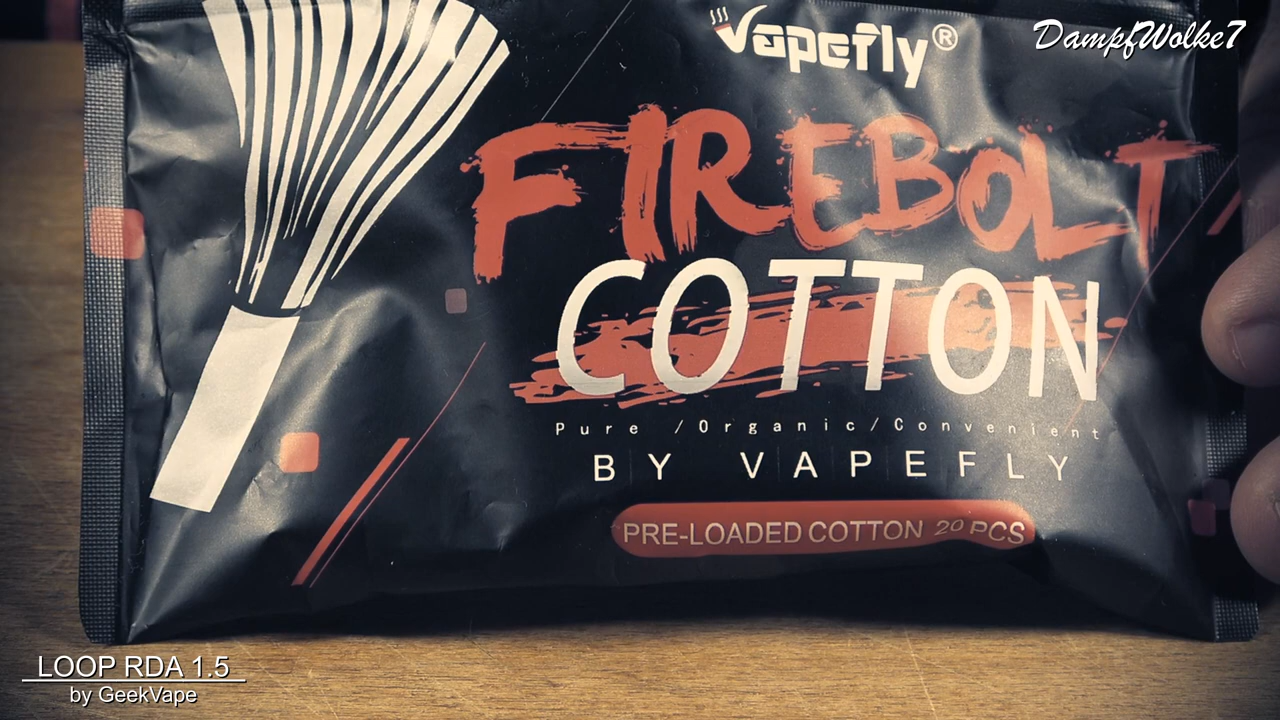 Vapefly®
DampfWolke7
FIREBOLT
COTTON
Pure /Organic/Convenient
BY VAPEFLY
PRE-LOADED COTTON 20 PCS
LOOP RDA 1.5
by GeekVape